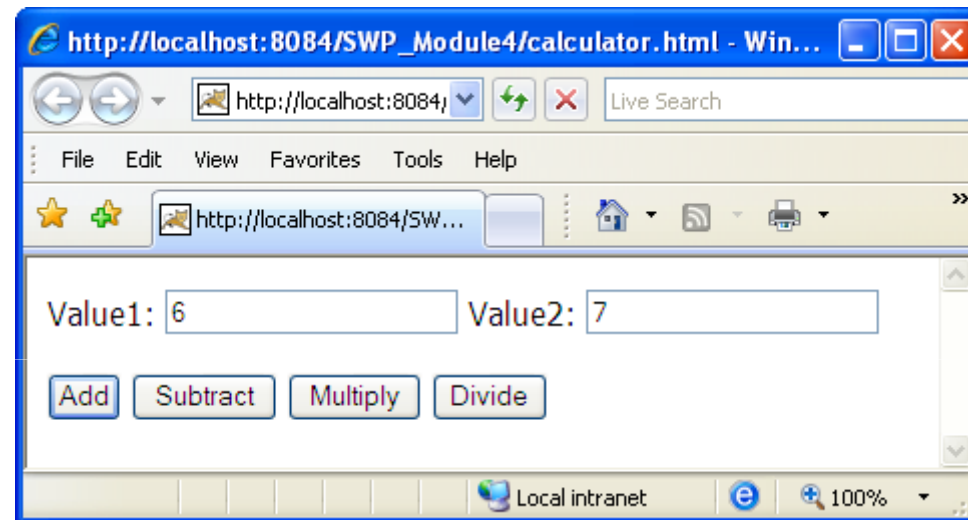 http://localhost:8084/SWP_Module4/calculator.html - Win...
http://localhost:8084/ Live Search
File Edit View Favorites Tools Help
http://localhost:8084/SW... »
Value1: 6 Value2: 7
Add Subtract Multiply Divide
Local intranet 100%